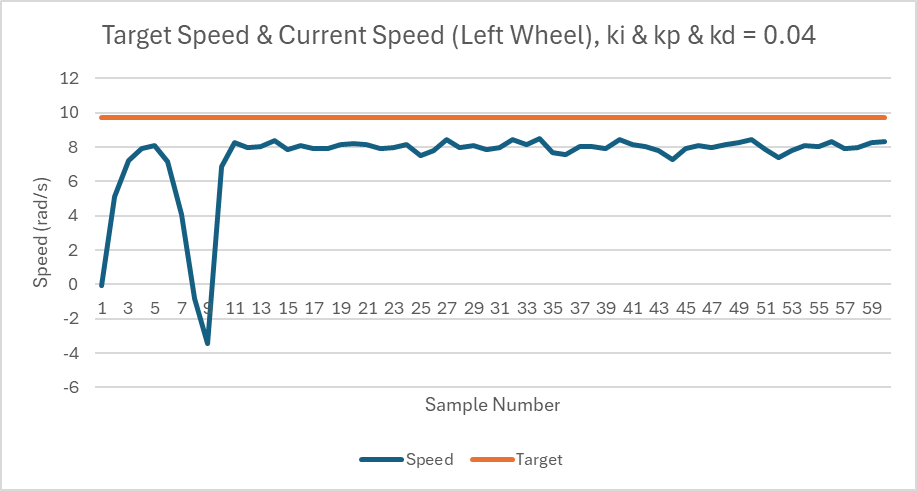 Target Speed & Current Speed (Left Wheel), ki & kp & kd = 0.04
12
10
8
6
4
2
0
-2
-4
-6
Speed (rad/s)
1 3 5 7 9 11 13 15 17 19 21 23 25 27 29 31 33 35 37 39 41 43 45 47 49 51 53 55 57 59
Sample Number
Speed Target